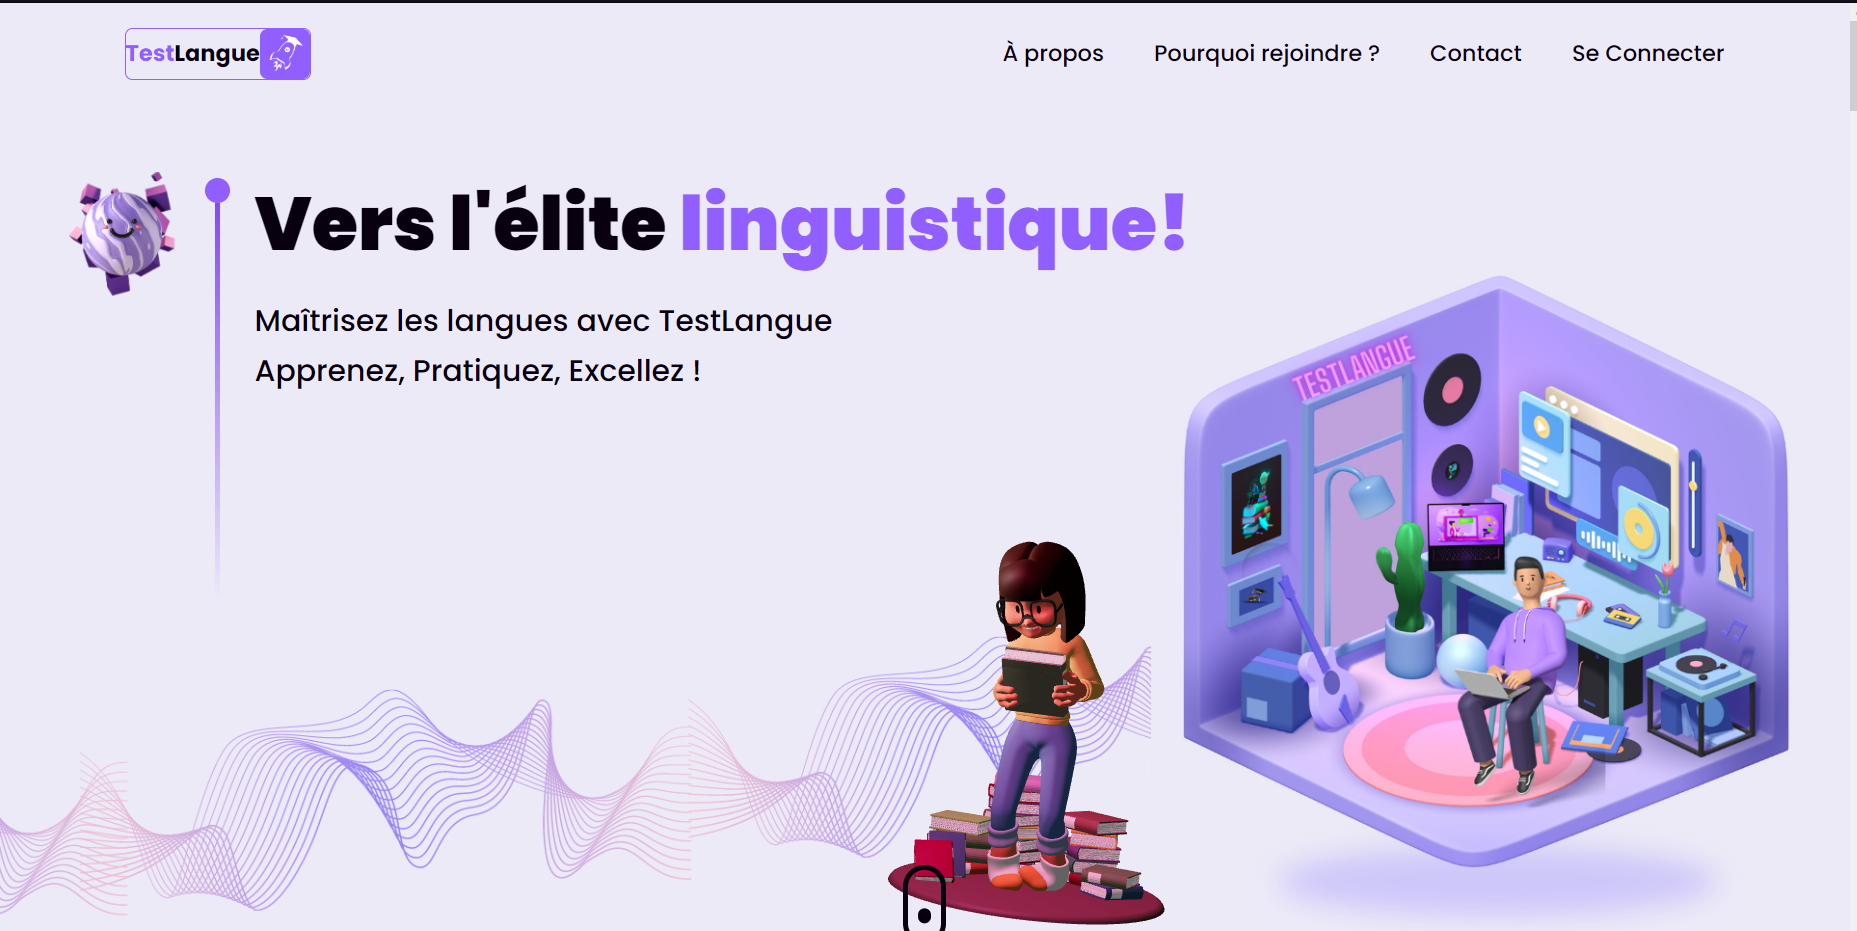 TestLangue
À propos
Pourquoi rejoindre ?
Contact
Se Connecter
Vers l'élite linguistique!
Maîtrisez les langues avec TestLangue
Apprenez, Pratiquez, Excellez !
TESTLANGUE